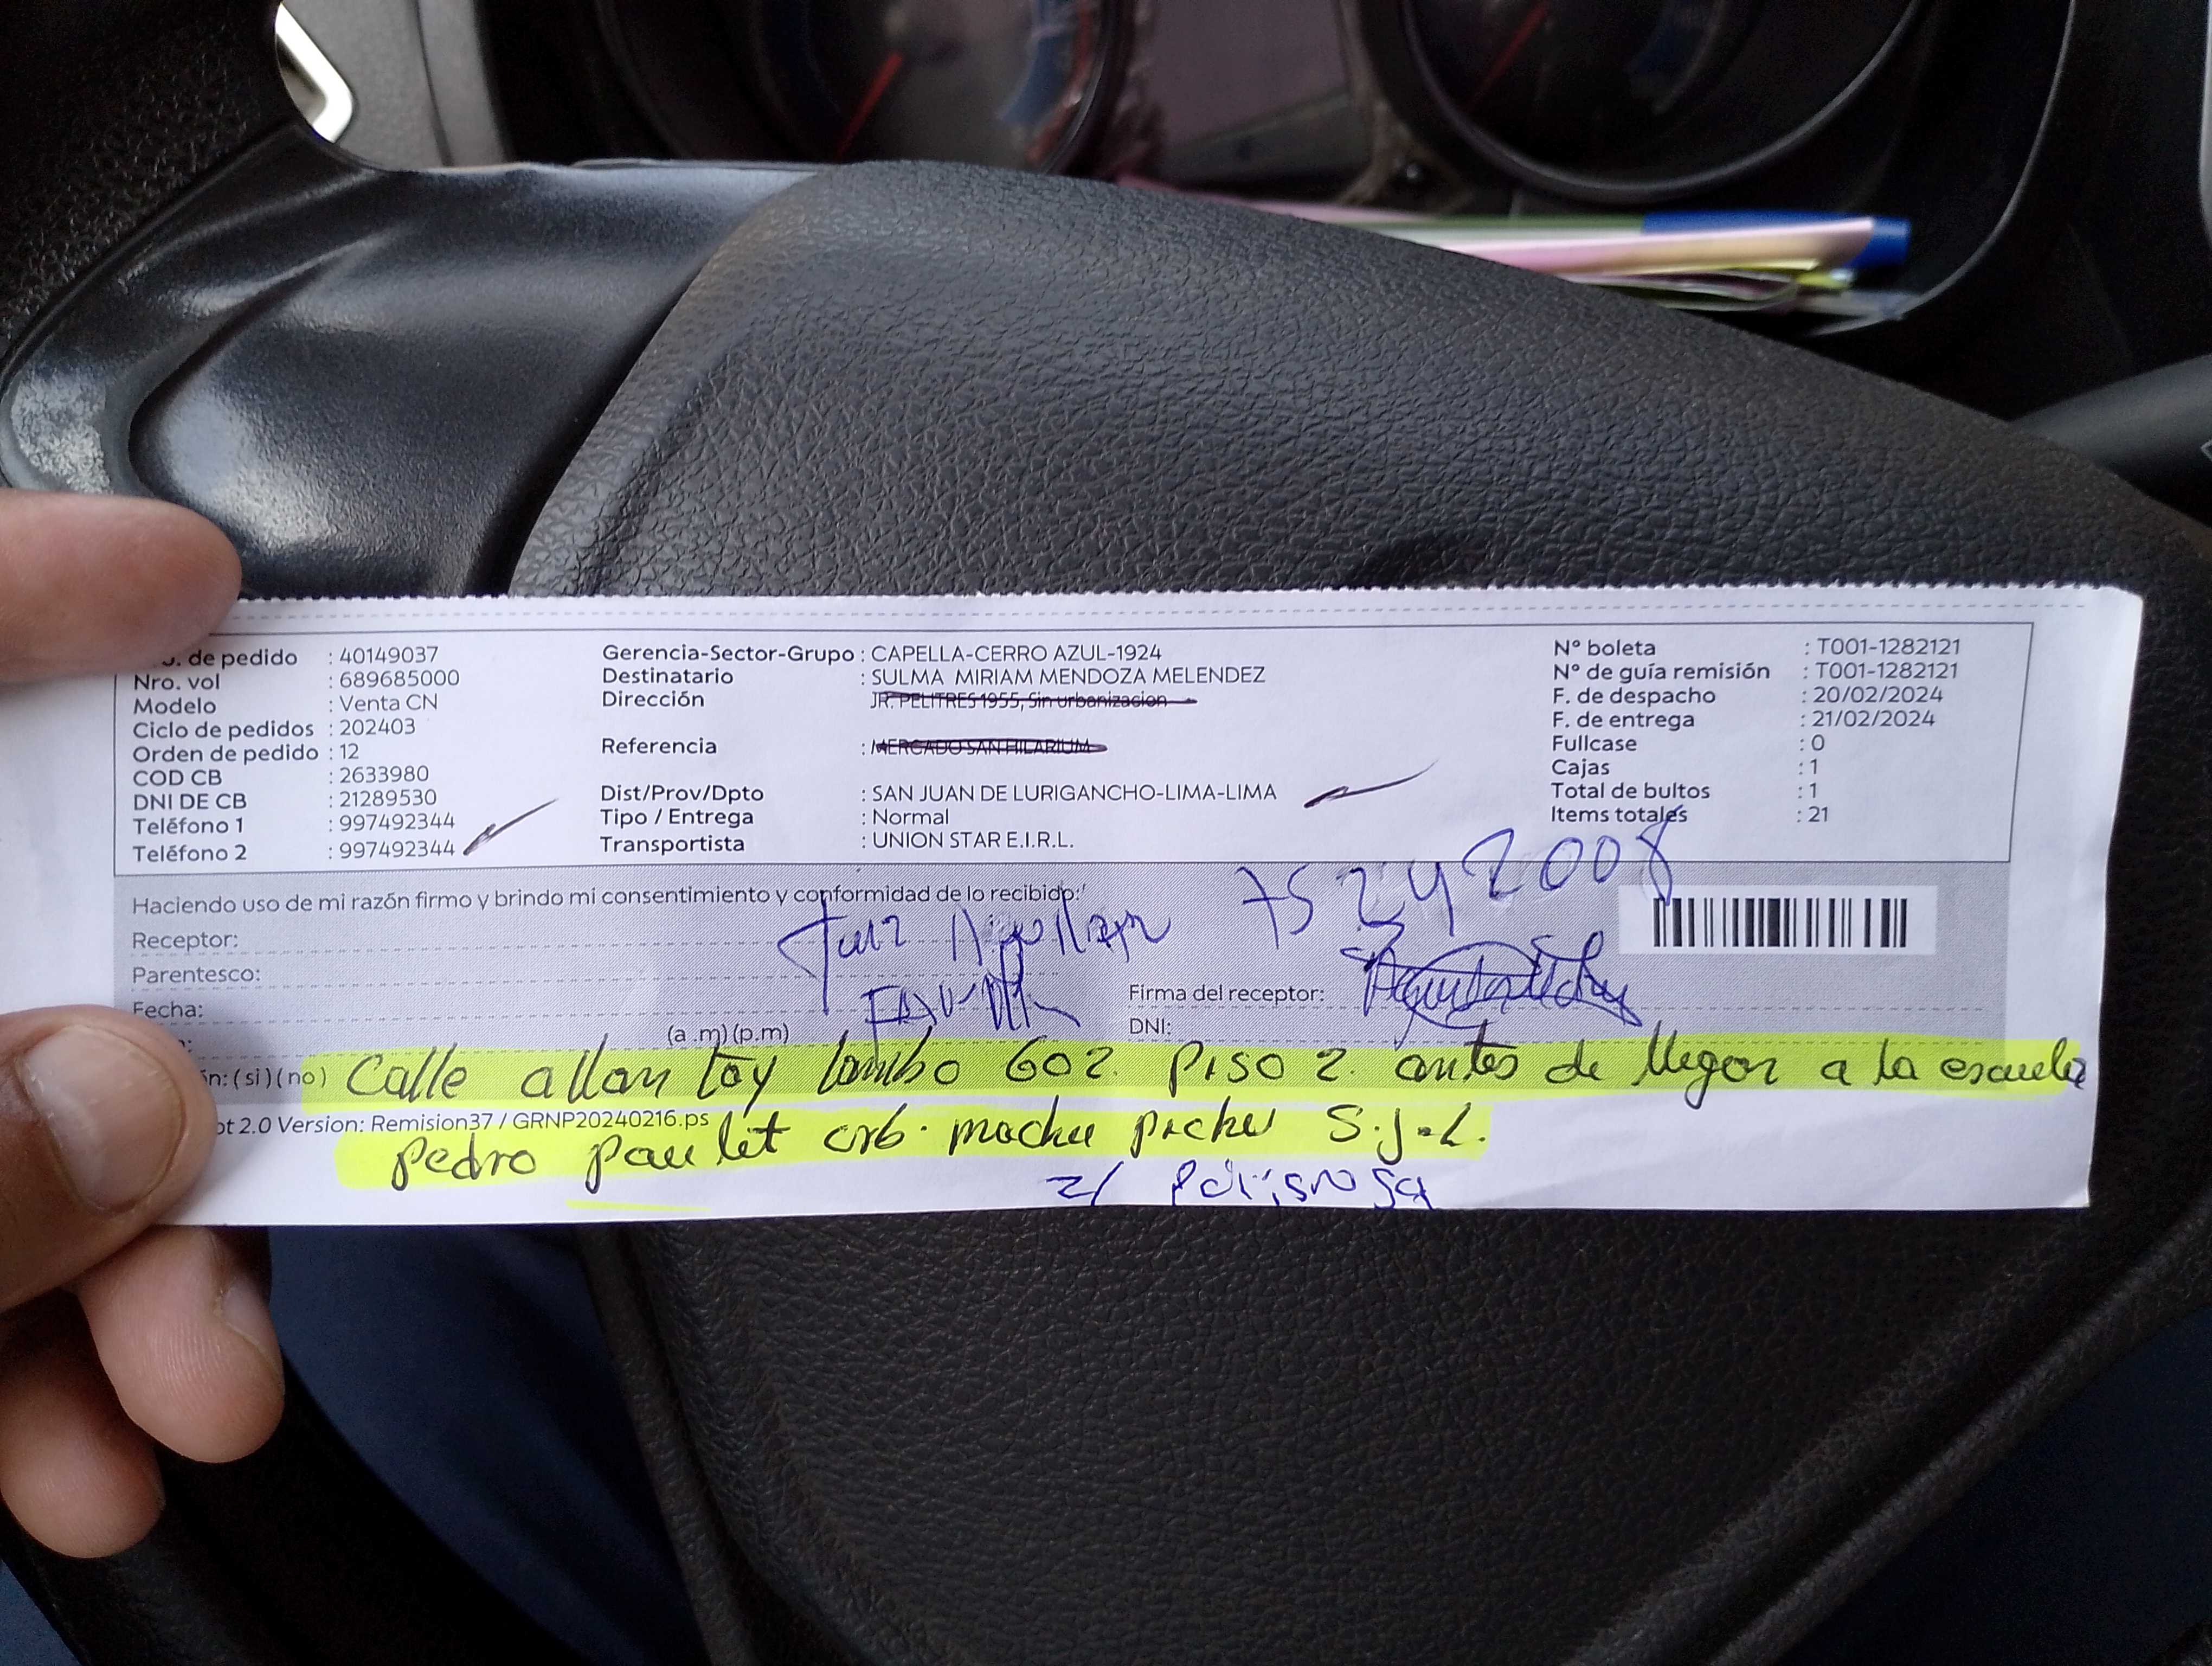 . de pedido : 40149037
Nro. vol : 689685000
Modelo : Venta CN
Ciclo de pedidos : 202403
Orden de pedido : 12
COD CB : 2633980
DNI DE CB : 21289530
Teléfono 1 : 997492344
Teléfono 2 : 997492344
Gerencia-Sector-Grupo : CAPELLA-CERRO AZUL-1924
Destinatario : SULMA MIRIAM MENDOZA MELENDEZ
Dirección JR. PELITRES 1955, Sin urbanizacion
Referencia : MERCADO SAN HILARIUM
Dist/Prov/Dpto : SAN JUAN DE LURIGANCHO-LIMA-LIMA
Tipo / Entrega : Normal
Transportista : UNION STAR E.I.R.L.
N° boleta : T001-1282121
N° de guía remisión : T001-1282121
F. de despacho : 20/02/2024
F. de entrega : 21/02/2024
Fullcase : 0
Cajas : 1
Total de bultos : 1
Items totales : 21
75242008
Haciendo uso de mi razón firmo y brindo mi consentimiento y conformidad de lo recibido:
Receptor: Aguilar
Parentesco:
Fecha:
Firma del receptor:
(a .m) (p.m)
DNI:
n: (si) (no) Calle allan tay tambo 602. Piso 2. antes de llegar a la escuela
ot 2.0 Version: Remision37 / GRNP20240216.ps
pedro paulet urb. machu picchu S.J.L.
z/